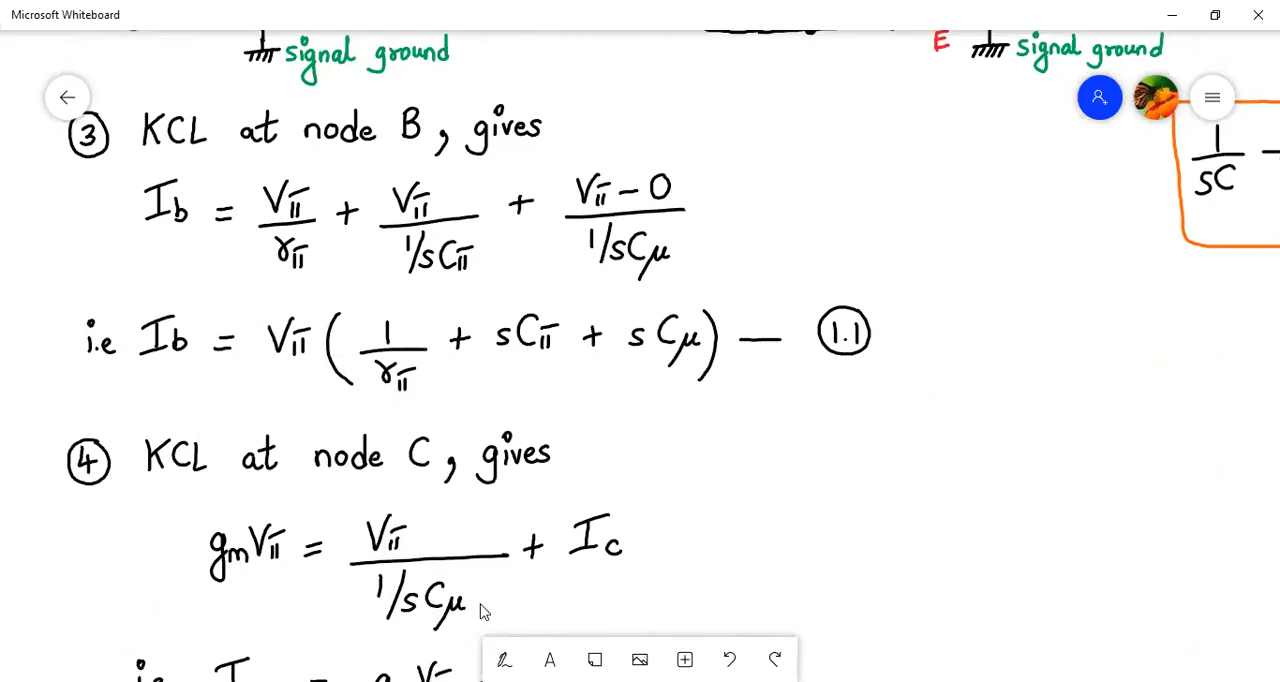 Microsoft Whiteboard
signal ground
E signal ground
③ KCL at node B, gives
Ib = Vπ/rπ + Vπ/(1/sCπ) + (Vπ − 0)/(1/sCμ)
1/sC −
i.e Ib = Vπ (1/rπ + sCπ + sCμ) — (1.1)
④ KCL at node C, gives
gmVπ = Vπ/(1/sCμ) + Ic
A